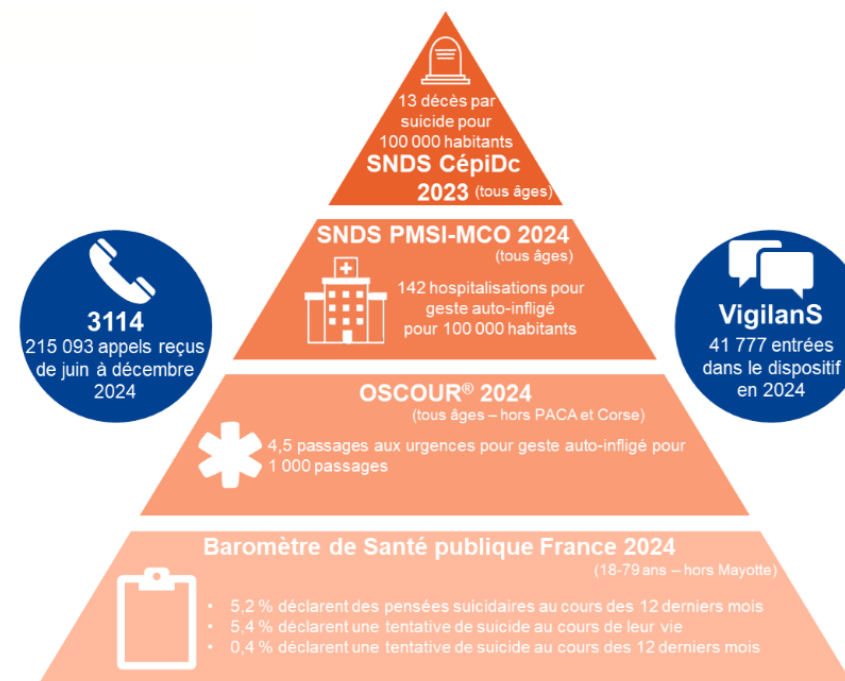 13 décès par
suicide pour
100 000 habitants
SNDS CépiDc
2023 (tous âges)
SNDS PMSI-MCO 2024
(tous âges)
142 hospitalisations pour
geste auto-infligé
pour 100 000 habitants
3114
215 093 appels reçus
de juin à décembre
2024
VigilanS
41 777 entrées
dans le dispositif
en 2024
OSCOUR® 2024
(tous âges – hors PACA et Corse)
4,5 passages aux urgences pour geste auto-infligé pour
1 000 passages
Baromètre de Santé publique France 2024
(18-79 ans – hors Mayotte)
• 5,2 % déclarent des pensées suicidaires au cours des 12 derniers mois
• 5,4 % déclarent une tentative de suicide au cours de leur vie
• 0,4 % déclarent une tentative de suicide au cours des 12 derniers mois